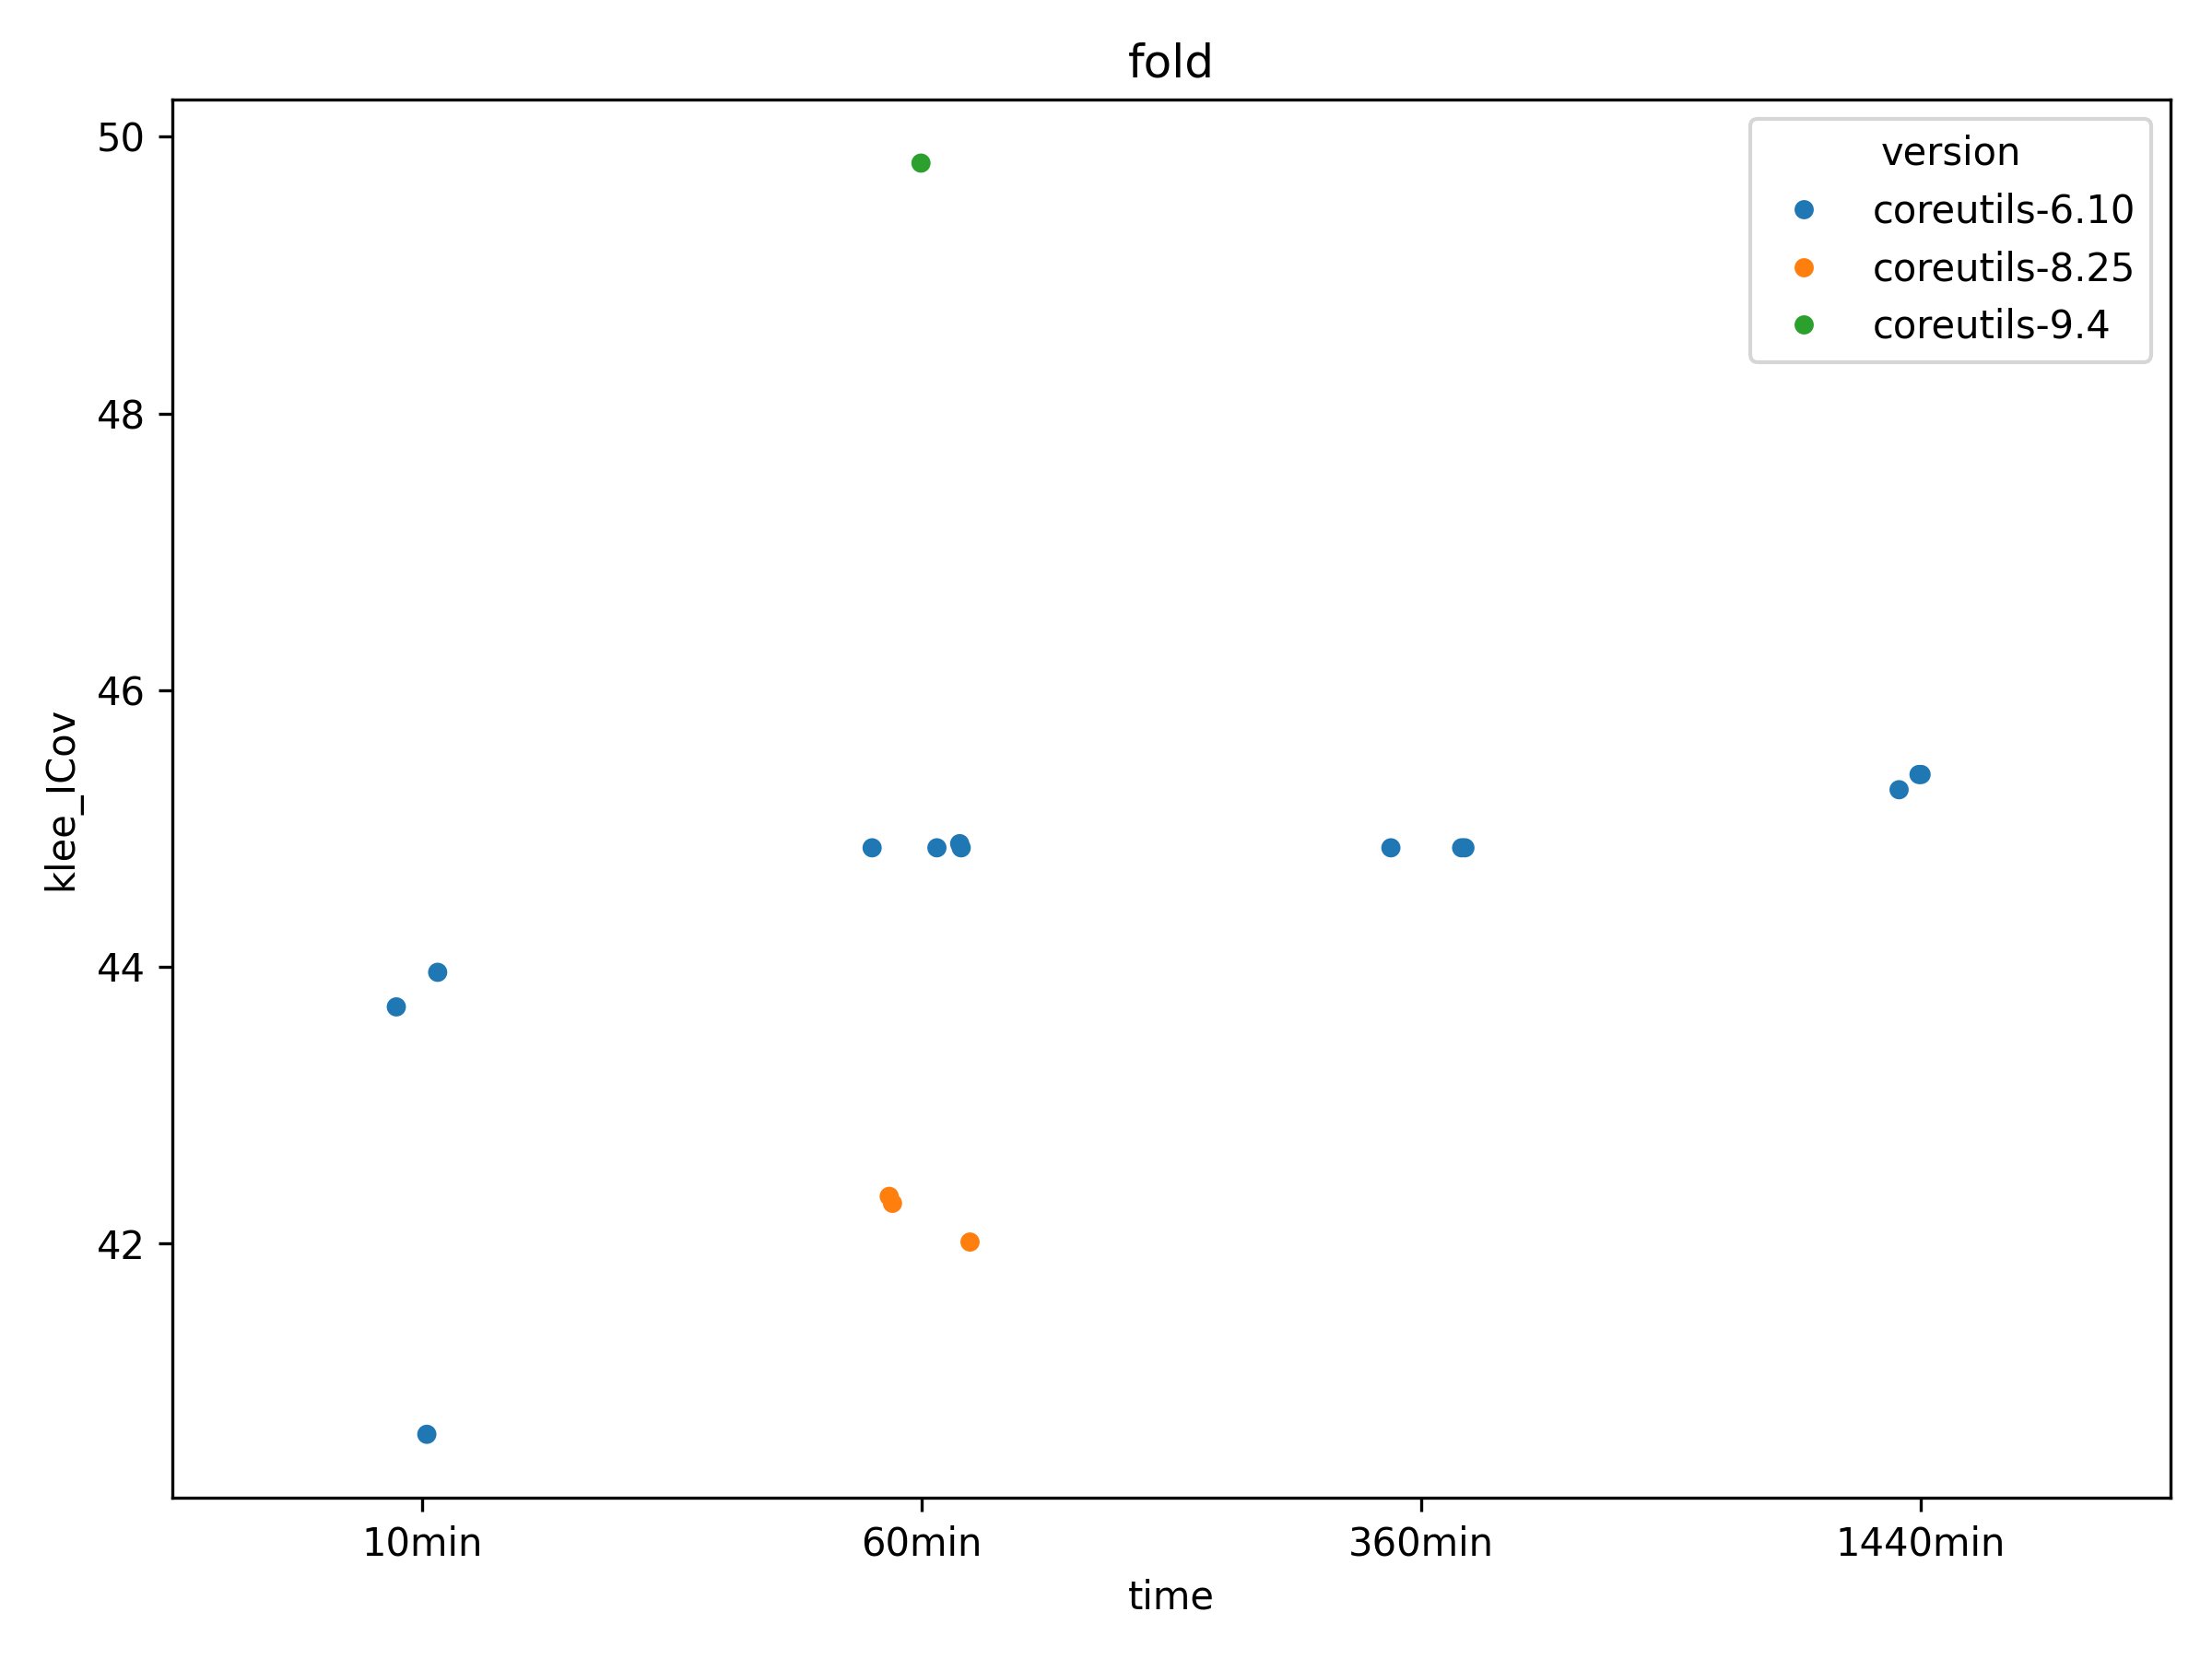 fold
50
48
46
44
42
klee_ICov
version
coreutils-6.10
coreutils-8.25
coreutils-9.4
10min
60min
360min
1440min
time